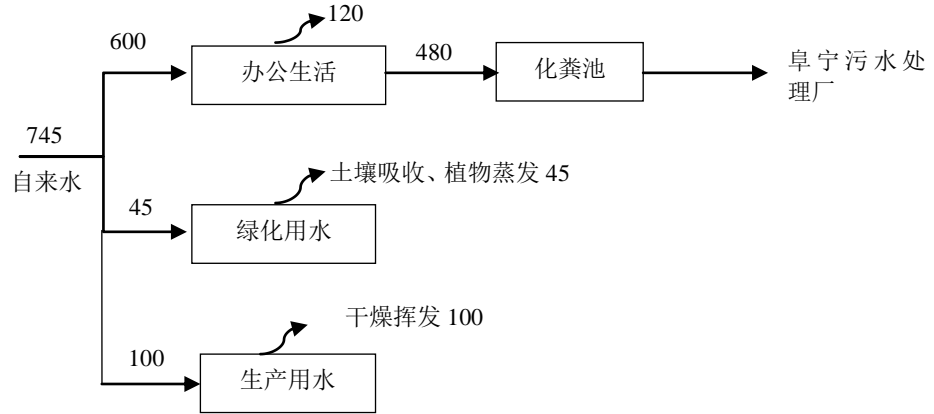 120
600
办公生活
480
化粪池
阜宁污水处
理厂
745
自来水
土壤吸收、植物蒸发 45
45
绿化用水
干燥挥发 100
100
生产用水